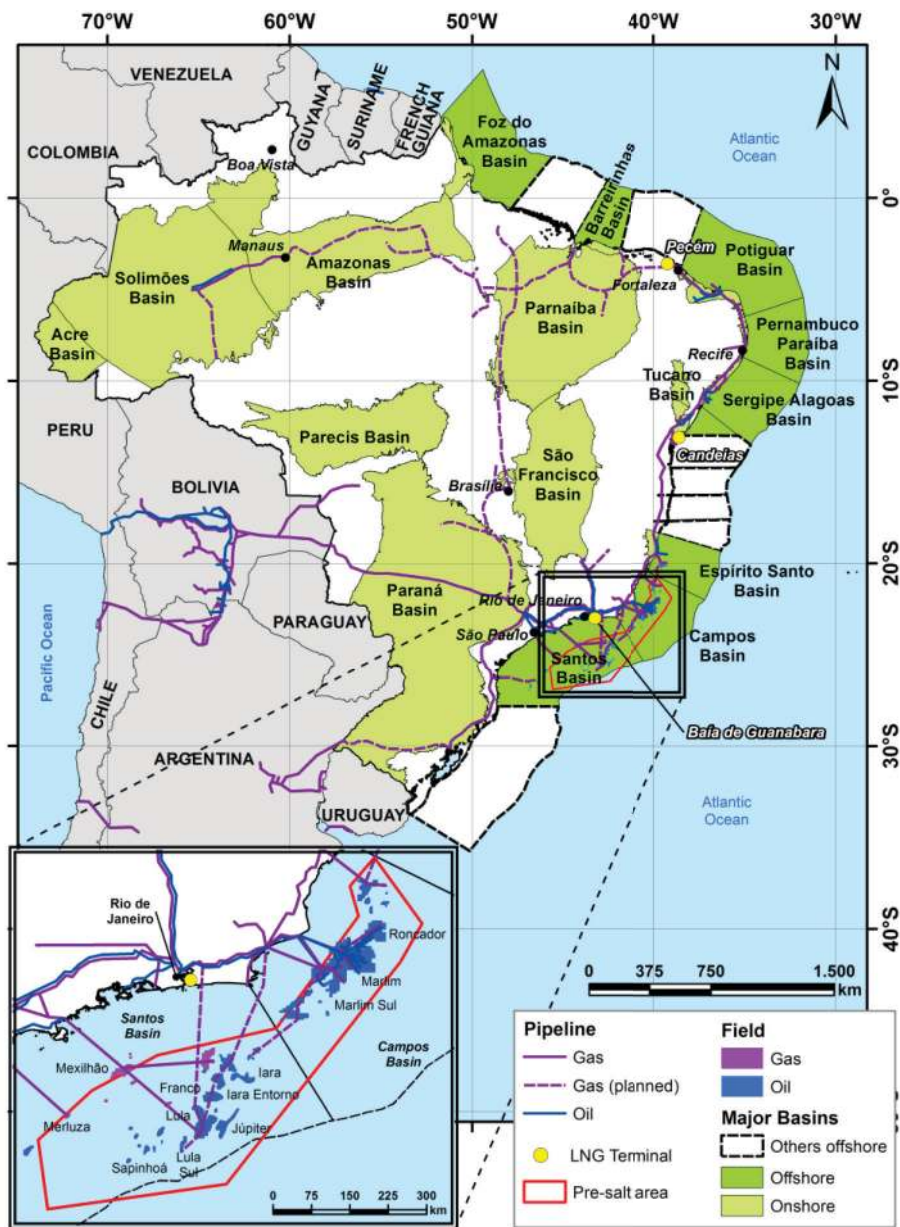 70°W 60°W 50°W 40°W 30°W
N
VENEZUELA
GUYANA
SURINAME
FRENCH
GUIANA
COLOMBIA
Boa Vista
Foz do
Amazonas
Basin
Atlantic
Ocean
0°
Barreirinhas
Basin
Manaus
Amazonas
Basin
Solimões
Basin
Acre
Basin
Pecém
Fortaleza
Potiguar
Basin
Parnaíba
Basin
Pernambuco
Paraíba
Basin
Recife
Tucano
Basin
Sergipe Alagoas
Basin
10°S
PERU
Parecis Basin
São
Francisco
Basin
Candeias
BOLIVIA
Brasília
20°S
Espírito Santo
Basin
Paraná
Basin
Rio de Janeiro
PARAGUAY
São Paulo
Campos
Basin
Santos
Basin
Pacific Ocean
CHILE
Baía de Guanabara
ARGENTINA
30°S
URUGUAY
Atlantic
Ocean
40°S
0 375 750 1.500
km
Rio de
Janeiro
Roncador
Marlim
Marlim Sul
Santos
Basin
Campos
Basin
Mexilhão
Iara
Franco
Iara Entorno
Lula
Júpiter
Merluza
Lula
Sul
Sapinhoá
0 75 150 225 300
km
Pipeline
Gas
Gas (planned)
Oil
LNG Terminal
Pre-salt area
Field
Gas
Oil
Major Basins
Others offshore
Offshore
Onshore